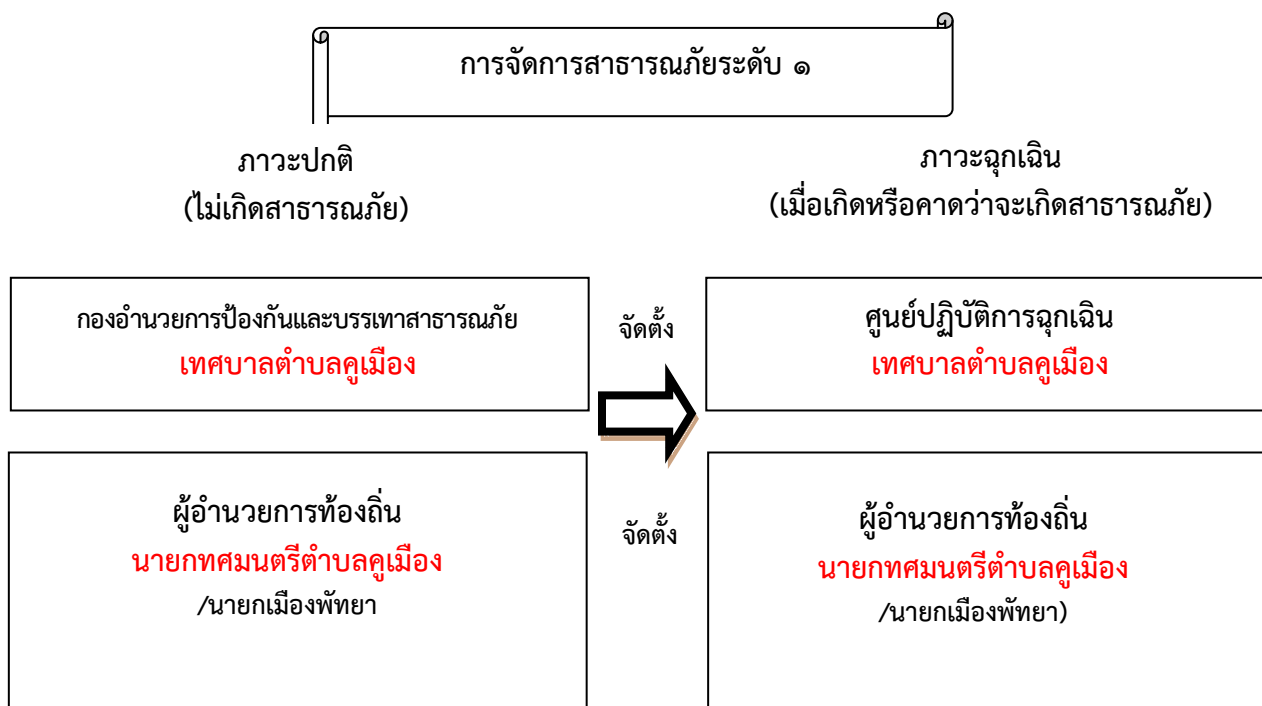 การจัดการสาธารณภัยระดับ ๑
ภาวะปกติ
(ไม่เกิดสาธารณภัย)
ภาวะฉุกเฉิน
(เมื่อเกิดหรือคาดว่าจะเกิดสาธารณภัย)
กองอำนวยการป้องกันและบรรเทาสาธารณภัย
เทศบาลตำบลคูเมือง
จัดตั้ง
ศูนย์ปฏิบัติการฉุกเฉิน
เทศบาลตำบลคูเมือง
ผู้อำนวยการท้องถิ่น
นายกทศมนตรีตำบลคูเมือง
/นายกเมืองพัทยา
จัดตั้ง
ผู้อำนวยการท้องถิ่น
นายกทศมนตรีตำบลคูเมือง
/นายกเมืองพัทยา)